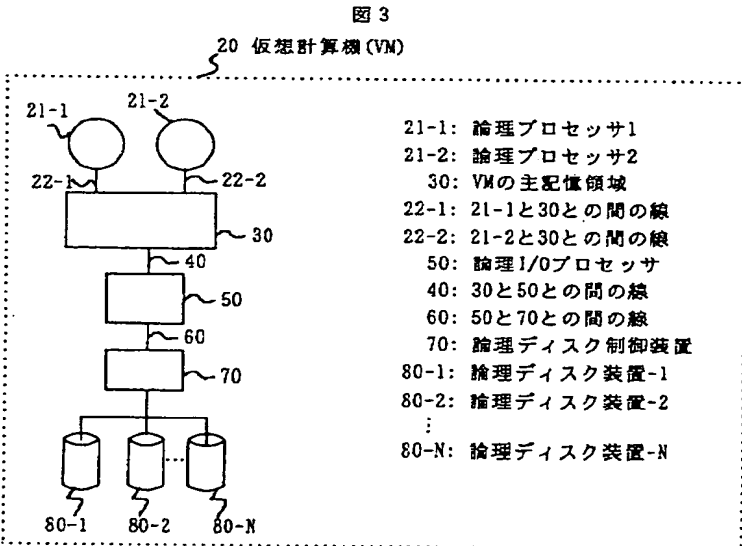 図3
20 仮想計算機(VM)
21-1
21-2
22-1
22-2
30
40
50
60
70
80-1
80-2
80-N
21-1: 論理プロセッサ1
21-2: 論理プロセッサ2
30: VMの主記憶領域
22-1: 21-1と30との間の線
22-2: 21-2と30との間の線
50: 論理I/Oプロセッサ
40: 30と50との間の線
60: 50と70との間の線
70: 論理ディスク制御装置
80-1: 論理ディスク装置-1
80-2: 論理ディスク装置-2
⋮
80-N: 論理ディスク装置-N